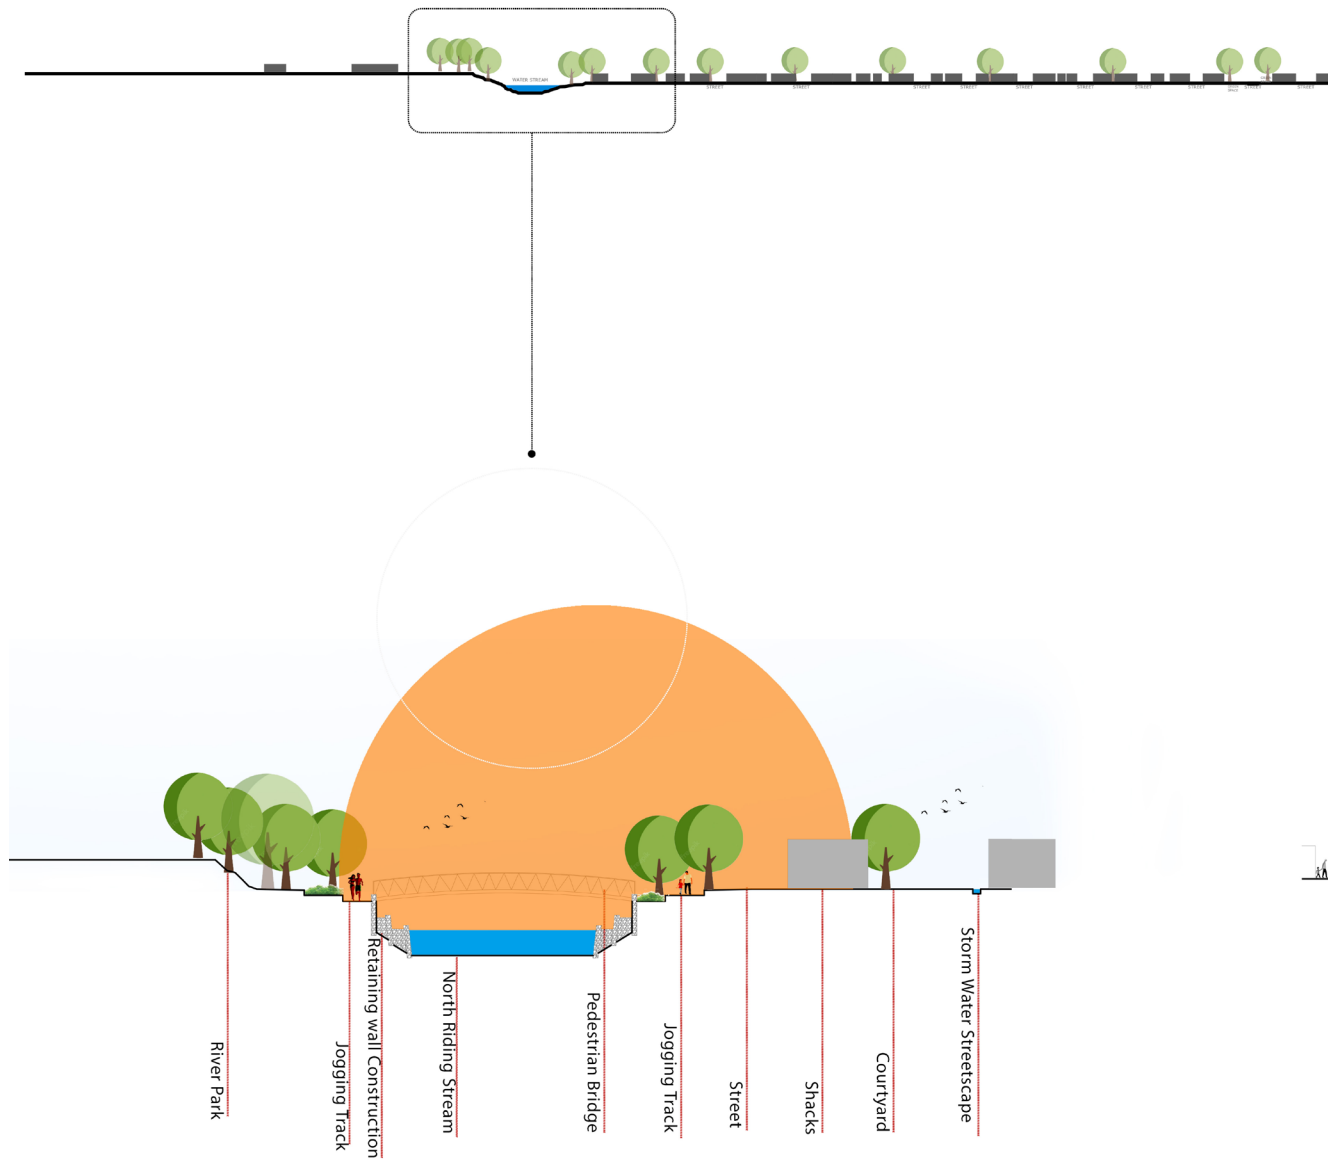 WATER STREAM
STREET
STREET
STREET
STREET
STREET
STREET
STREET
STREET
STREET
River Park
Jogging Track
Retaining wall Construction
North Riding Stream
Pedestrian Bridge
Jogging Track
Street
Shacks
Courtyard
Storm Water Streetscape